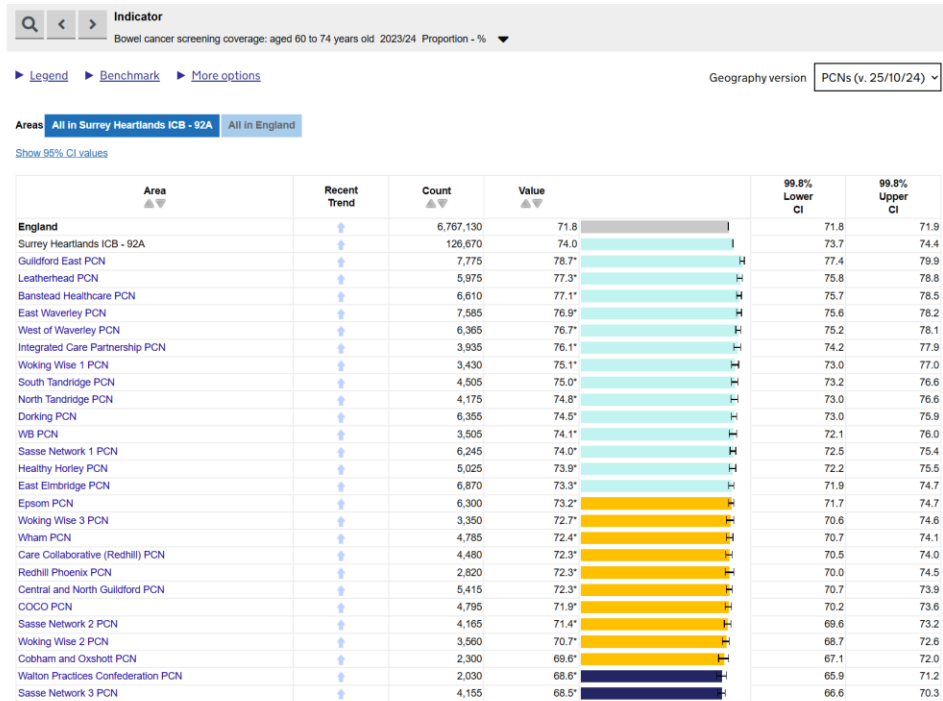 Indicator
Bowel cancer screening coverage: aged 60 to 74 years old 2023/24 Proportion - %
Legend Benchmark More options
Geography version PCNs (v. 25/10/24)
Areas All in Surrey Heartlands ICB - 92A All in England
Show 95% CI values
Area Recent Trend Count Value 99.8% Lower CI 99.8% Upper CI
England 6,767,130 71.8 71.8 71.9
Surrey Heartlands ICB - 92A 126,670 74.0 73.7 74.4
Guildford East PCN 7,775 78.7* 77.4 79.9
Leatherhead PCN 5,975 77.3* 75.8 78.8
Banstead Healthcare PCN 6,610 77.1* 75.7 78.5
East Waverley PCN 7,585 76.9* 75.6 78.2
West of Waverley PCN 6,365 76.7* 75.2 78.1
Integrated Care Partnership PCN 3,935 76.1* 74.2 77.9
Woking Wise 1 PCN 3,430 75.1* 73.0 77.0
South Tandridge PCN 4,505 75.0* 73.2 76.6
North Tandridge PCN 4,175 74.8* 73.0 76.6
Dorking PCN 6,355 74.5* 73.0 75.9
WB PCN 3,505 74.1* 72.1 76.0
Sasse Network 1 PCN 6,245 74.0* 72.5 75.4
Healthy Horley PCN 5,025 73.9* 72.2 75.5
East Elmbridge PCN 6,870 73.3* 71.9 74.7
Epsom PCN 6,300 73.2* 71.7 74.7
Woking Wise 3 PCN 3,350 72.7* 70.6 74.6
Wham PCN 4,785 72.4* 70.7 74.1
Care Collaborative (Redhill) PCN 4,480 72.3* 70.5 74.0
Redhill Phoenix PCN 2,820 72.3* 70.0 74.5
Central and North Guildford PCN 5,415 72.3* 70.7 73.9
COCO PCN 4,795 71.9* 70.2 73.6
Sasse Network 2 PCN 4,165 71.4* 69.6 73.2
Woking Wise 2 PCN 3,560 70.7* 68.7 72.6
Cobham and Oxshott PCN 2,300 69.6* 67.1 72.0
Walton Practices Confederation PCN 2,030 68.6* 65.9 71.2
Sasse Network 3 PCN 4,155 68.5* 66.6 70.3